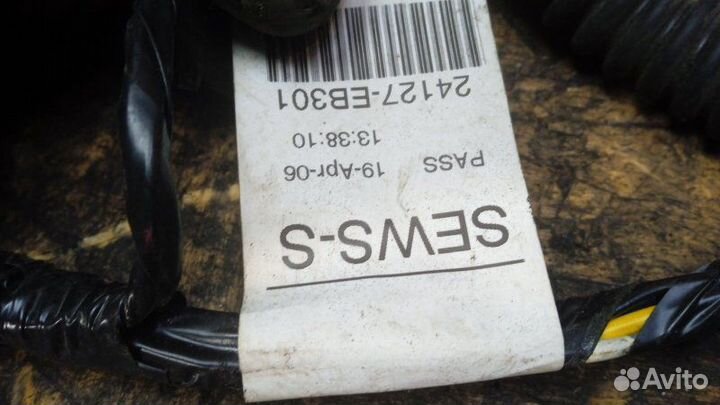 SEWS-S
PASS 19-Apr-06
13:38:10
24127-EB301
Avito